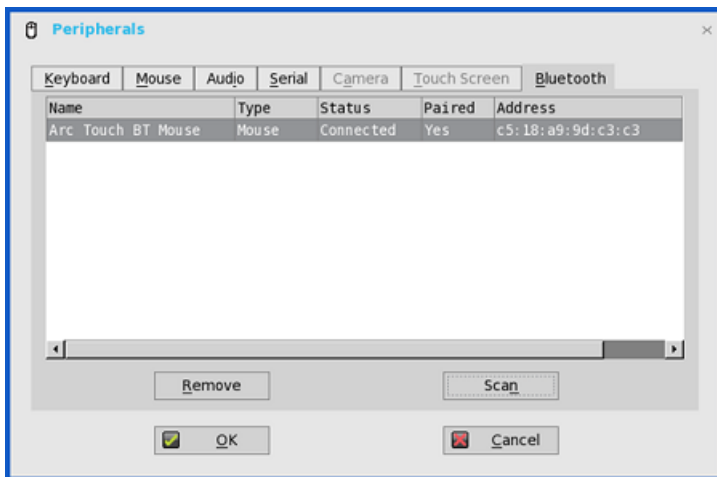 Peripherals
Keyboard Mouse Audio Serial Camera Touch Screen Bluetooth
Name Type Status Paired Address
Arc Touch BT Mouse Mouse Connected Yes c5:18:a9:9d:c3:c3
Remove Scan
OK Cancel